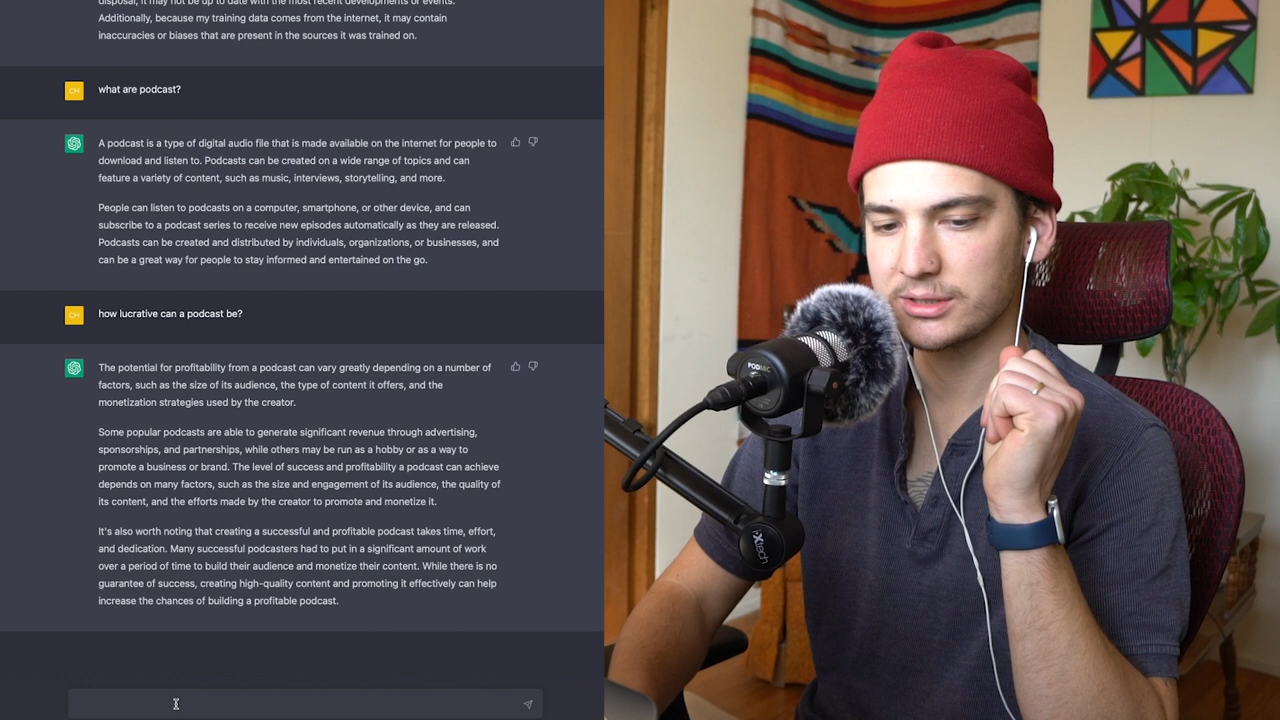 disposal, it may not be up to date with the most recent developments or events.
Additionally, because my training data comes from the internet, it may contain
inaccuracies or biases that are present in the sources it was trained on.
CH
what are podcast?
A podcast is a type of digital audio file that is made available on the internet for people to
download and listen to. Podcasts can be created on a wide range of topics and can
feature a variety of content, such as music, interviews, storytelling, and more.
People can listen to podcasts on a computer, smartphone, or other device, and can
subscribe to a podcast series to receive new episodes automatically as they are released.
Podcasts can be created and distributed by individuals, organizations, or businesses, and
can be a great way for people to stay informed and entertained on the go.
CH
how lucrative can a podcast be?
The potential for profitability from a podcast can vary greatly depending on a number of
factors, such as the size of its audience, the type of content it offers, and the
monetization strategies used by the creator.
Some popular podcasts are able to generate significant revenue through advertising,
sponsorships, and partnerships, while others may be run as a hobby or as a way to
promote a business or brand. The level of success and profitability a podcast can achieve
depends on many factors, such as the size and engagement of its audience, the quality of
its content, and the efforts made by the creator to promote and monetize it.
It's also worth noting that creating a successful and profitable podcast takes time, effort,
and dedication. Many successful podcasters had to put in a significant amount of work
over a period of time to build their audience and monetize their content. While there is no
guarantee of success, creating high-quality content and promoting it effectively can help
increase the chances of building a profitable podcast.
PODMIC